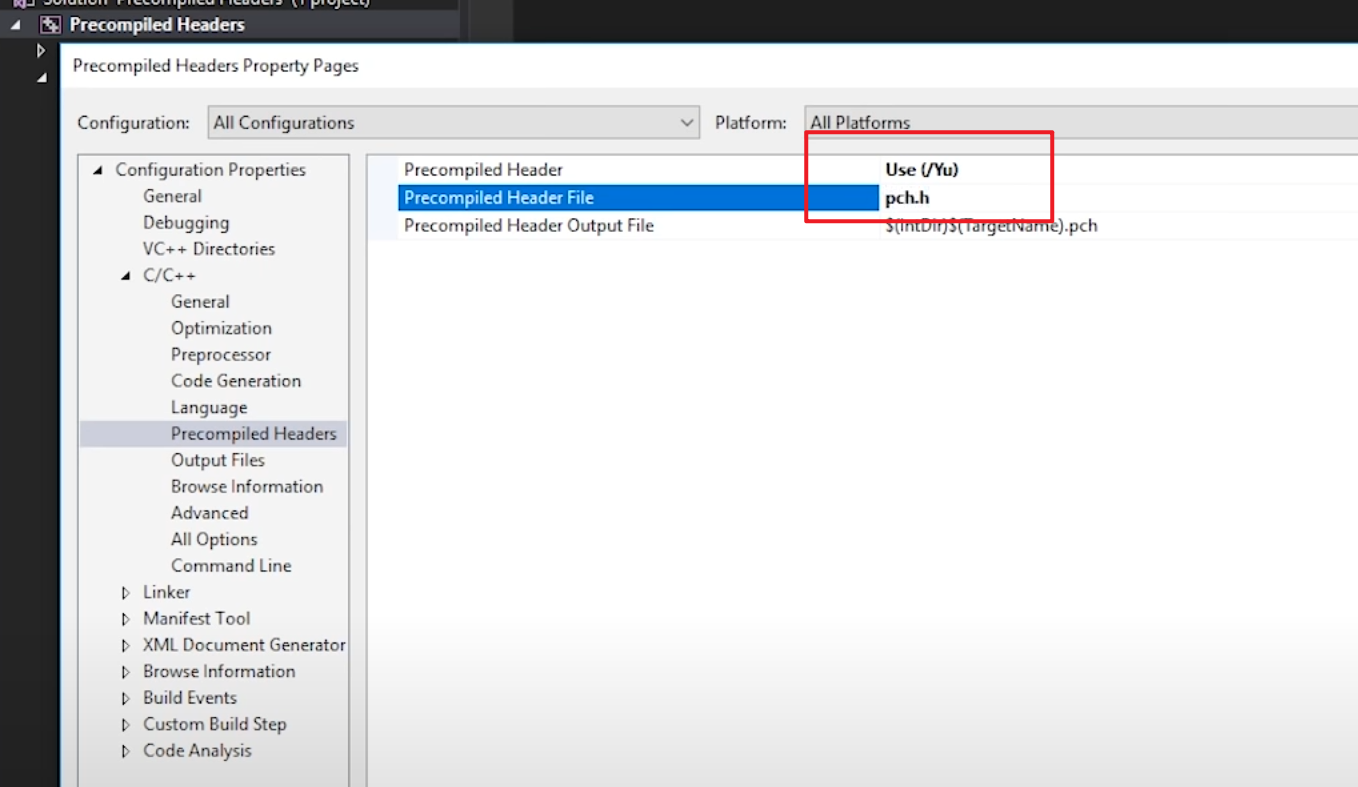 Solution 'Precompiled Headers' (1 project)
Precompiled Headers
Precompiled Headers Property Pages
Configuration: All Configurations Platform: All Platforms
Configuration Properties
General
Debugging
VC++ Directories
C/C++
General
Optimization
Preprocessor
Code Generation
Language
Precompiled Headers
Output Files
Browse Information
Advanced
All Options
Command Line
Linker
Manifest Tool
XML Document Generator
Browse Information
Build Events
Custom Build Step
Code Analysis
Precompiled Header Use (/Yu)
Precompiled Header File pch.h
Precompiled Header Output File $(IntDir)$(TargetName).pch